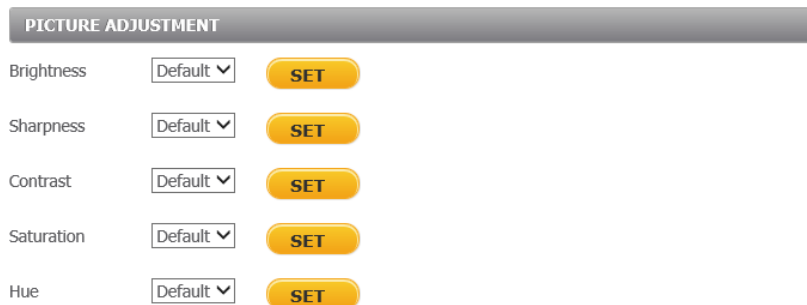 PICTURE ADJUSTMENT
Brightness Default SET
Sharpness Default SET
Contrast Default SET
Saturation Default SET
Hue Default SET